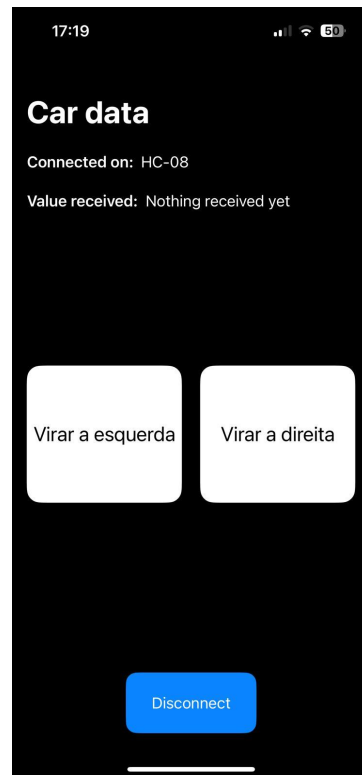 17:19
50
Car data
Connected on: HC-08
Value received: Nothing received yet
Virar a esquerda
Virar a direita
Disconnect